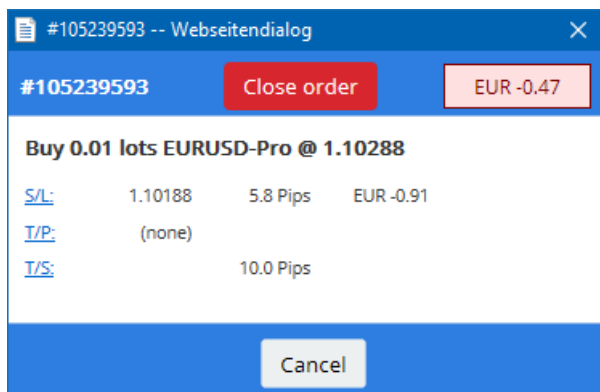 #105239593 -- Webseitendialog
#105239593 Close order EUR -0.47
Buy 0.01 lots EURUSD-Pro @ 1.10288
S/L: 1.10188 5.8 Pips EUR -0.91
T/P: (none)
T/S: 10.0 Pips
Cancel